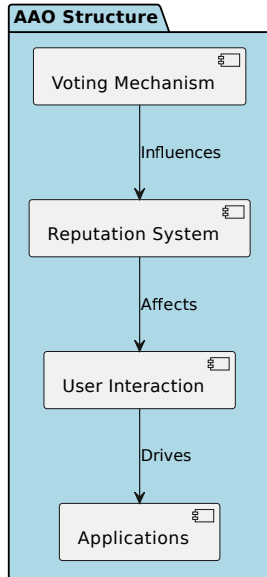 AAO Structure
Voting Mechanism
Influences
Reputation System
Affects
User Interaction
Drives
Applications